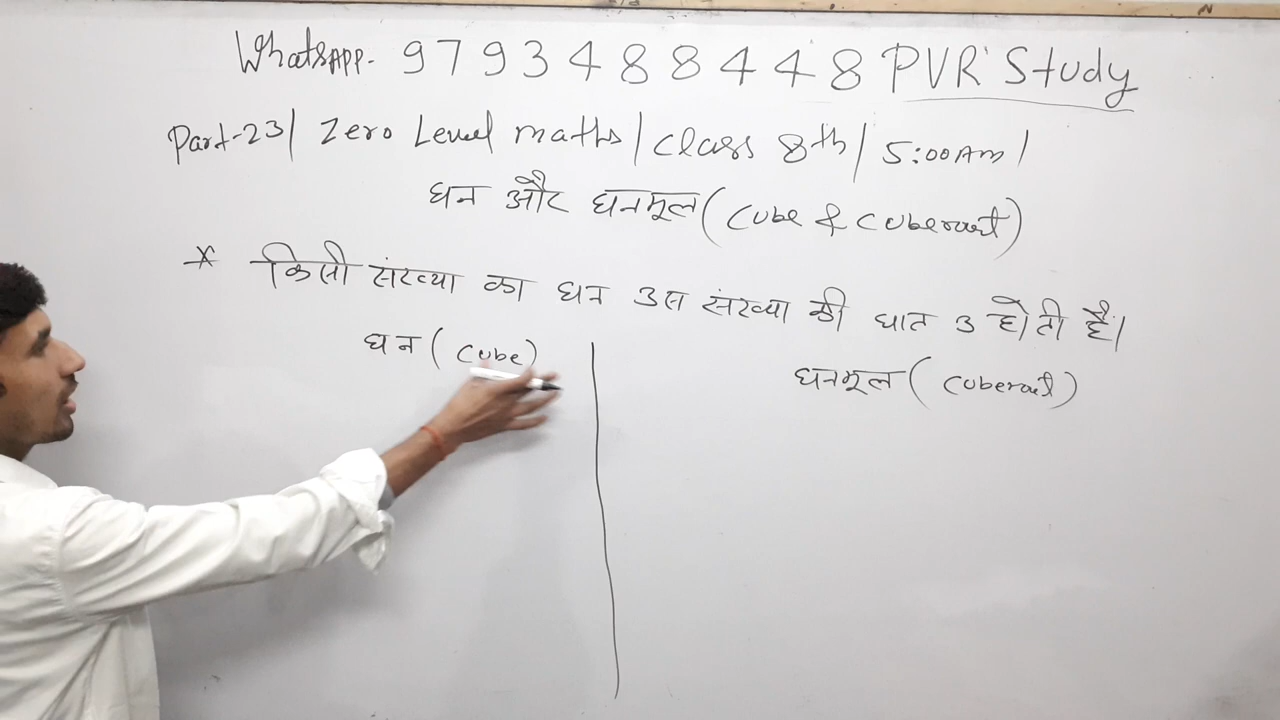 WhatsAPP- 9793488448 PVR Study
Part-23/ Zero Level maths/class 8th/ 5:00Am/
घन और घनमूल (Cube & Cuberoot)
* किसी संख्या का घन उस संख्या की घात 3 होती है।
घन (Cube)
घनमूल (Cuberoot)